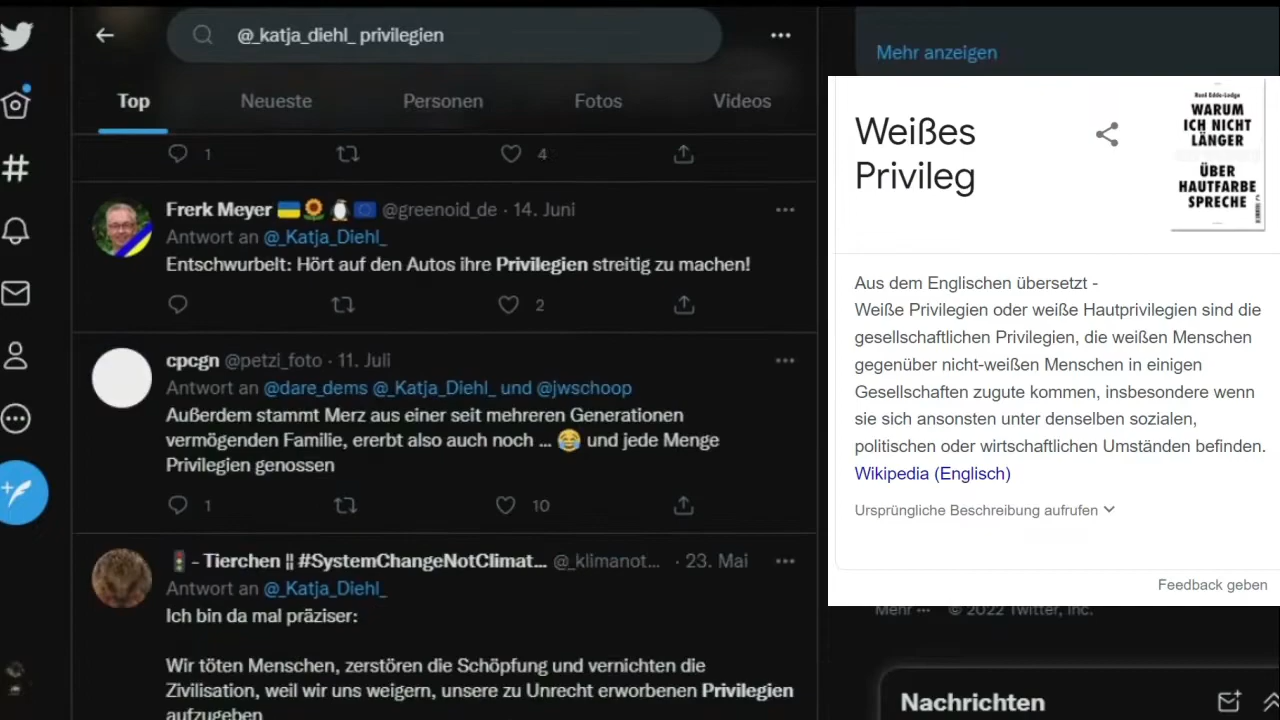 @_katja_diehl_ privilegien
Top
Neueste
Personen
Fotos
Videos
1
4
Frerk Meyer @greenoid_de · 14. Juni
Antwort an @_Katja_Diehl_
Entschwurbelt: Hört auf den Autos ihre Privilegien streitig zu machen!
2
cpcgn @petzi_foto · 11. Juli
Antwort an @dare_dems @_Katja_Diehl_ und @jwschoop
Außerdem stammt Merz aus einer seit mehreren Generationen
vermögenden Familie, ererbt also auch noch ... 😂 und jede Menge
Privilegien genossen
1
10
- Tierchen || #SystemChangeNotClimat... @_klimanot... · 23. Mai
Antwort an @_Katja_Diehl_
Ich bin da mal präziser:
Wir töten Menschen, zerstören die Schöpfung und vernichten die
Zivilisation, weil wir uns weigern, unsere zu Unrecht erworbenen Privilegien
aufzugeben
Mehr anzeigen
Weißes
Privileg
Reni Eddo-Lodge
WARUM
ICH NICHT
LÄNGER
ÜBER
HAUTFARBE
SPRECHE
Aus dem Englischen übersetzt -
Weiße Privilegien oder weiße Hautprivilegien sind die
gesellschaftlichen Privilegien, die weißen Menschen
gegenüber nicht-weißen Menschen in einigen
Gesellschaften zugute kommen, insbesondere wenn
sie sich ansonsten unter denselben sozialen,
politischen oder wirtschaftlichen Umständen befinden.
Wikipedia (Englisch)
Ursprüngliche Beschreibung aufrufen
Feedback geben
Mehr ··· © 2022 Twitter, Inc.
Nachrichten